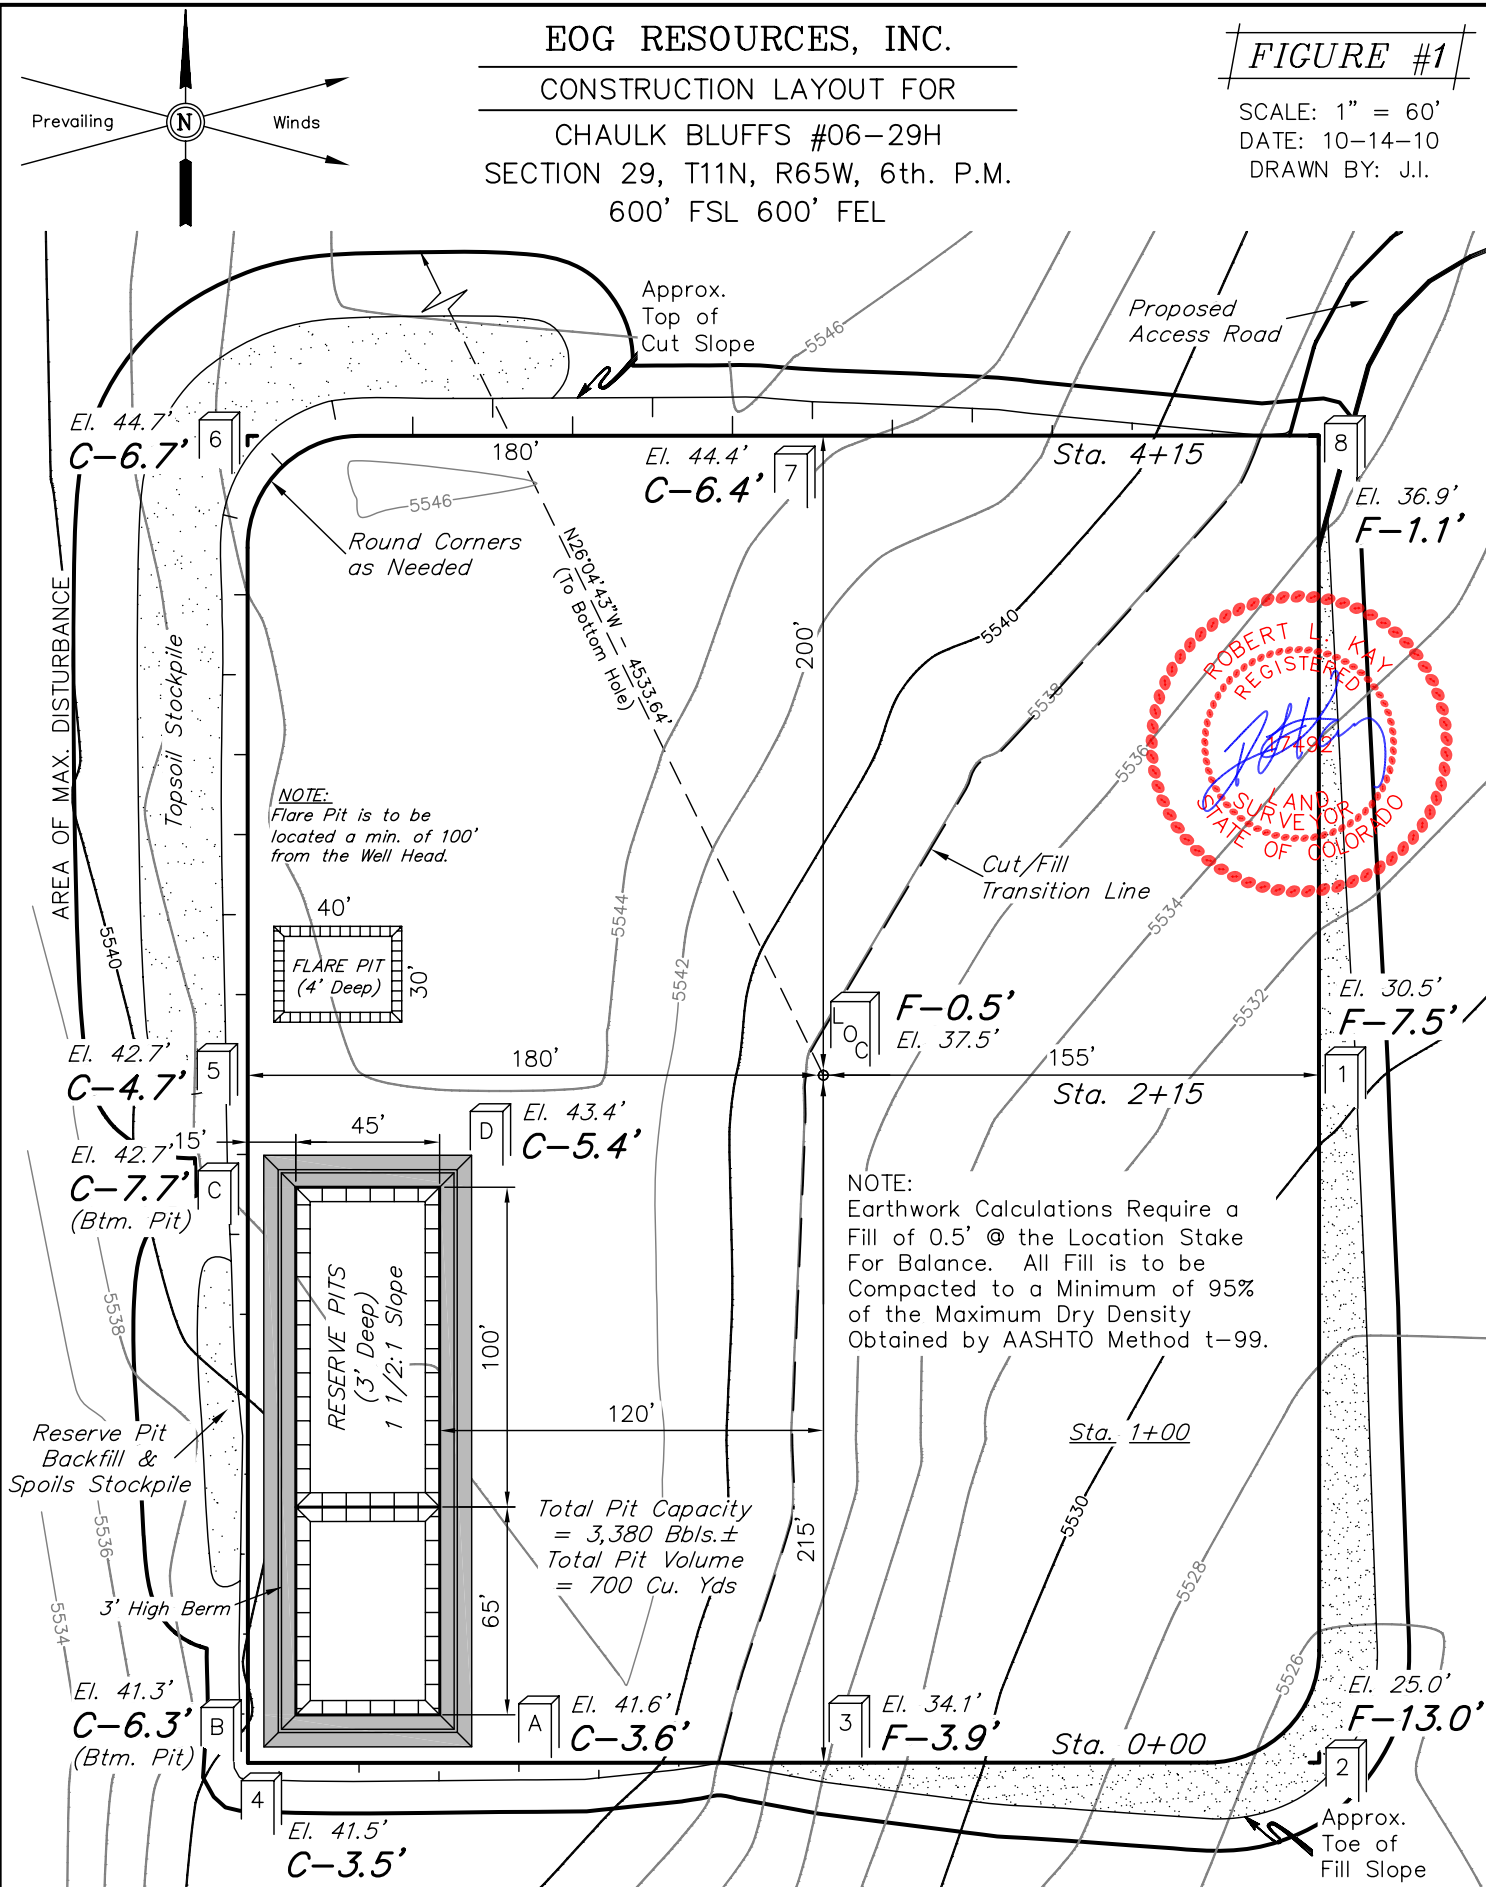 EOG RESOURCES, INC.
CONSTRUCTION LAYOUT FOR
CHAULK BLUFFS #06-29H
SECTION 29, T11N, R65W, 6th. P.M.
600' FSL 600' FEL
FIGURE #1
SCALE: 1" = 60'
DATE: 10-14-10
DRAWN BY: J.I.
Prevailing
N
Winds
Approx.
Top of
Cut Slope
5546
Proposed
Access Road
El. 44.7'
C-6.7'
6
180'
El. 44.4'
C-6.4'
7
Sta. 4+15
8
El. 36.9'
F-1.1'
5546
Round Corners
as Needed
N26°04'43"W - 4533.64'
(To Bottom Hole)
AREA OF MAX. DISTURBANCE
Topsoil Stockpile
200'
5540
5538
5536
ROBERT L. KAY
REGISTERED
17492
LAND
SURVEYOR
STATE OF COLORADO
NOTE:
Flare Pit is to be
located a min. of 100'
from the Well Head.
Cut/Fill
Transition Line
5534
40'
FLARE PIT
(4' Deep)
30'
5544
5542
5540
5532
LOC
F-0.5'
El. 37.5'
El. 30.5'
F-7.5'
1
El. 42.7'
C-4.7'
5
180'
155'
Sta. 2+15
15'
45'
D
El. 43.4'
C-5.4'
El. 42.7'
C-7.7'
(Btm. Pit)
C
NOTE:
Earthwork Calculations Require a
Fill of 0.5' @ the Location Stake
For Balance. All Fill is to be
Compacted to a Minimum of 95%
of the Maximum Dry Density
Obtained by AASHTO Method t-99.
5538
RESERVE PITS
(3' Deep)
1 1/2:1 Slope
100'
120'
Sta. 1+00
Reserve Pit
Backfill &
Spoils Stockpile
5536
5534
Total Pit Capacity
= 3,380 Bbls.±
Total Pit Volume
= 700 Cu. Yds
215'
5530
5528
3' High Berm
65'
5526
El. 41.3'
C-6.3'
(Btm. Pit)
B
A
El. 41.6'
C-3.6'
3
El. 34.1'
F-3.9'
Sta. 0+00
El. 25.0'
F-13.0'
2
4
El. 41.5'
C-3.5'
Approx.
Toe of
Fill Slope